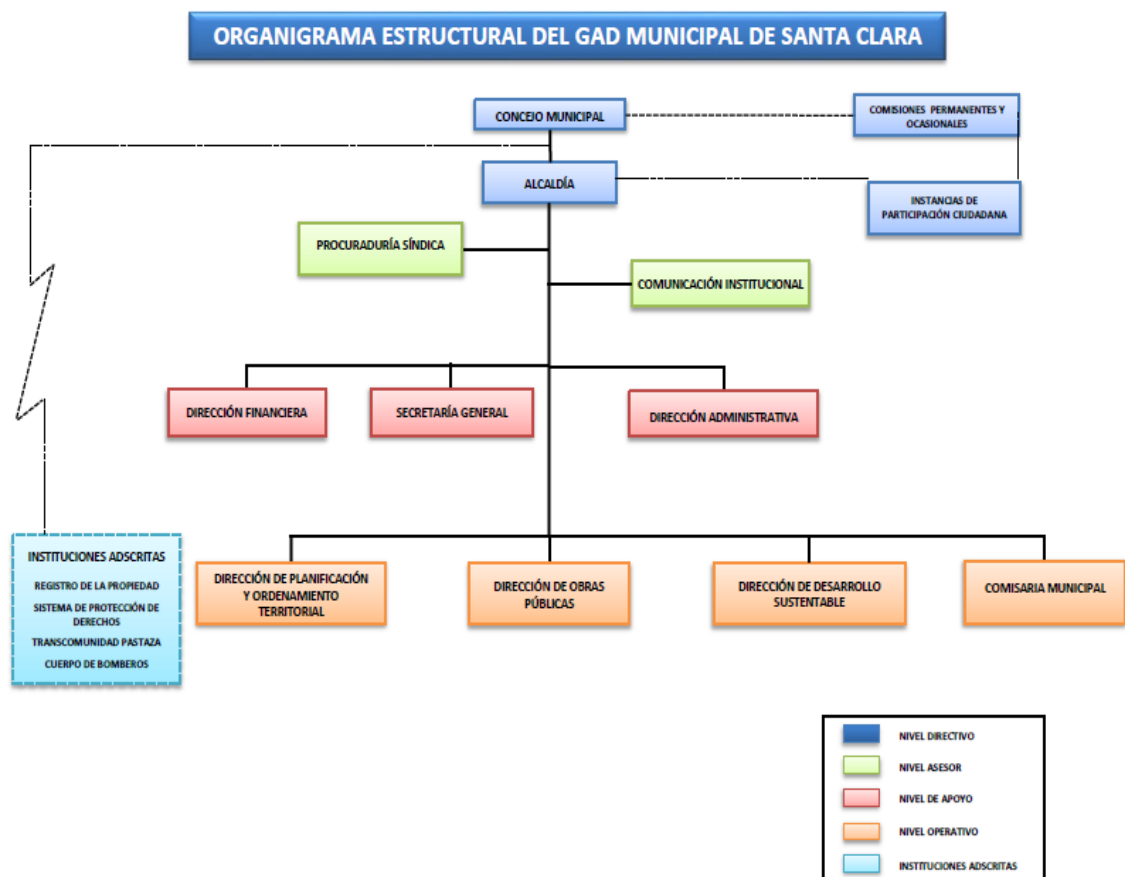 ORGANIGRAMA ESTRUCTURAL DEL GAD MUNICIPAL DE SANTA CLARA
CONCEJO MUNICIPAL
COMISIONES PERMANENTES Y
OCASIONALES
ALCALDÍA
INSTANCIAS DE
PARTICIPACIÓN CIUDADANA
PROCURADURÍA SÍNDICA
COMUNICACIÓN INSTITUCIONAL
DIRECCIÓN FINANCIERA
SECRETARÍA GENERAL
DIRECCIÓN ADMINISTRATIVA
INSTITUCIONES ADSCRITAS
REGISTRO DE LA PROPIEDAD
SISTEMA DE PROTECCIÓN DE
DERECHOS
TRANSCOMUNIDAD PASTAZA
CUERPO DE BOMBEROS
DIRECCIÓN DE PLANIFICACIÓN
Y ORDENAMIENTO
TERRITORIAL
DIRECCIÓN DE OBRAS
PÚBLICAS
DIRECCIÓN DE DESARROLLO
SUSTENTABLE
COMISARIA MUNICIPAL
NIVEL DIRECTIVO
NIVEL ASESOR
NIVEL DE APOYO
NIVEL OPERATIVO
INSTITUCIONES ADSCRITAS